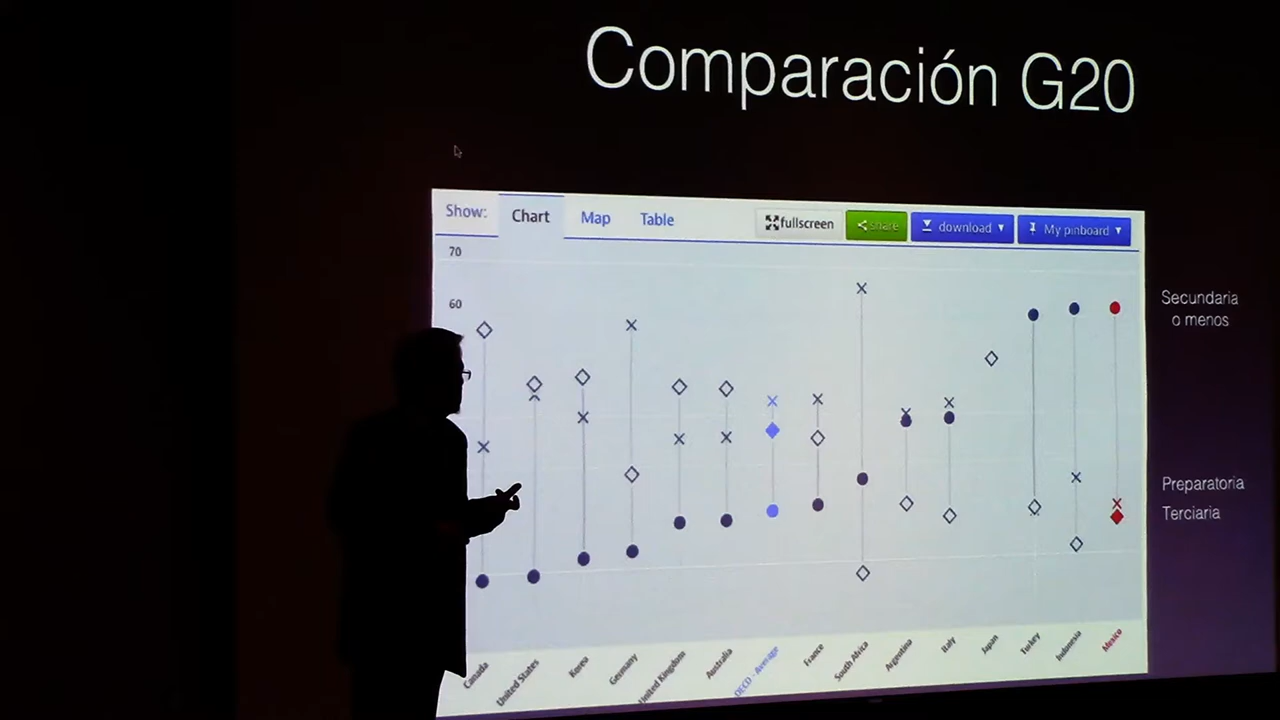 Comparación G20
Show:
Chart
Map
Table
fullscreen
share
download
My pinboard
70
60
Secundaria
o menos
Preparatoria
Terciaria
Canada
United States
Korea
Germany
United Kingdom
Australia
OECD - Average
France
South Africa
Argentina
Italy
Japan
Turkey
Indonesia
Mexico